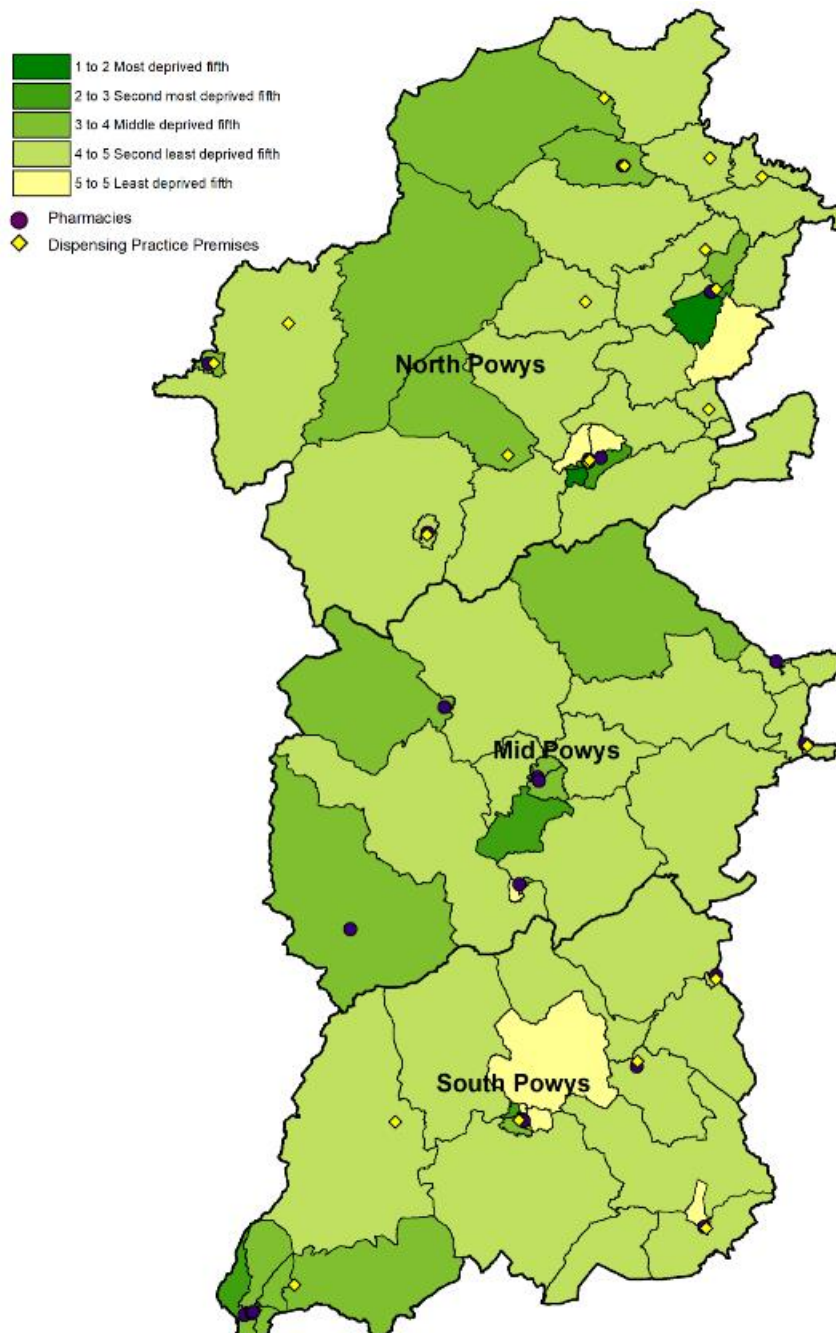 1 to 2 Most deprived fifth
2 to 3 Second most deprived fifth
3 to 4 Middle deprived fifth
4 to 5 Second least deprived fifth
5 to 5 Least deprived fifth
Pharmacies
Dispensing Practice Premises
North Powys
Mid Powys
South Powys